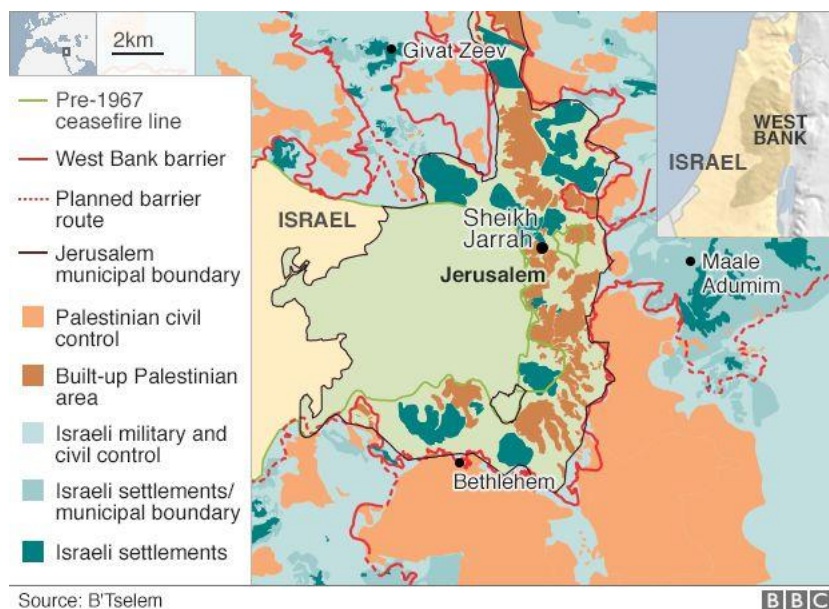 2km
Pre-1967
ceasefire line
West Bank barrier
Planned barrier
route
Jerusalem
municipal boundary
Palestinian civil
control
Built-up Palestinian
area
Israeli military and
civil control
Israeli settlements/
municipal boundary
Israeli settlements
Givat Zeev
ISRAEL
Sheikh
Jarrah
Jerusalem
Maale
Adumim
Bethlehem
WEST
BANK
ISRAEL
Source: B'Tselem
BBC